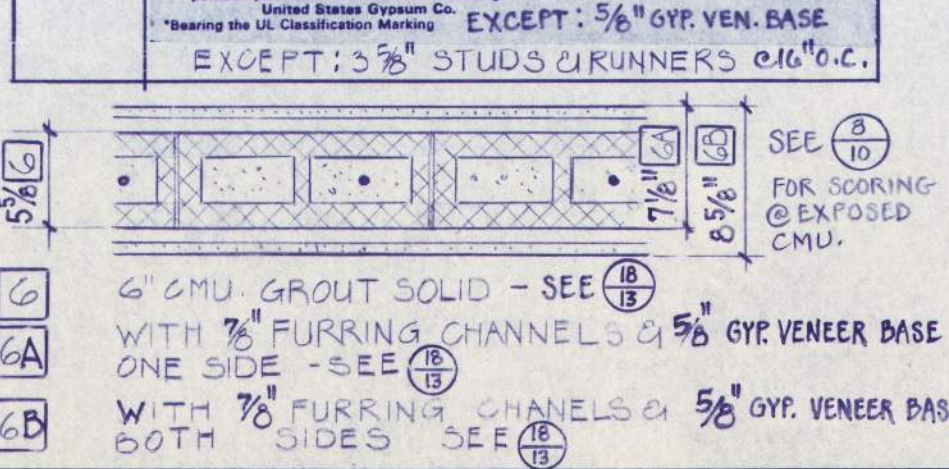 United States Gypsum Co.
*Bearing the UL Classification Marking
EXCEPT: 5/8" GYP. VEN. BASE
EXCEPT: 3 5/8" STUDS & RUNNERS @16" O.C.
5 5/8 6
7 1/8" 6A
8 5/8" 6B
SEE 8/10
FOR SCORING
@ EXPOSED
CMU.
6 6" CMU. GROUT SOLID - SEE 18/13
6A WITH 7/8" FURRING CHANNELS & 5/8" GYP. VENEER BASE
ONE SIDE - SEE 18/13
6B WITH 7/8" FURRING CHANELS & 5/8" GYP. VENEER BAS
BOTH SIDES SEE 18/13